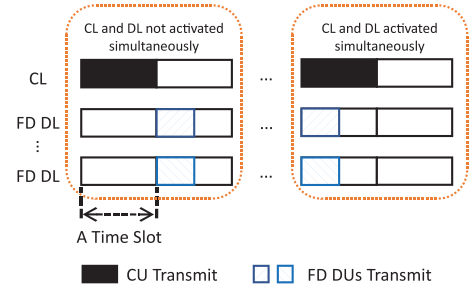 CL and DL not activated
simultaneously
CL and DL activated
simultaneously
CL
...
FD DL
...
⋮
FD DL
...
A Time Slot
CU Transmit
FD DUs Transmit